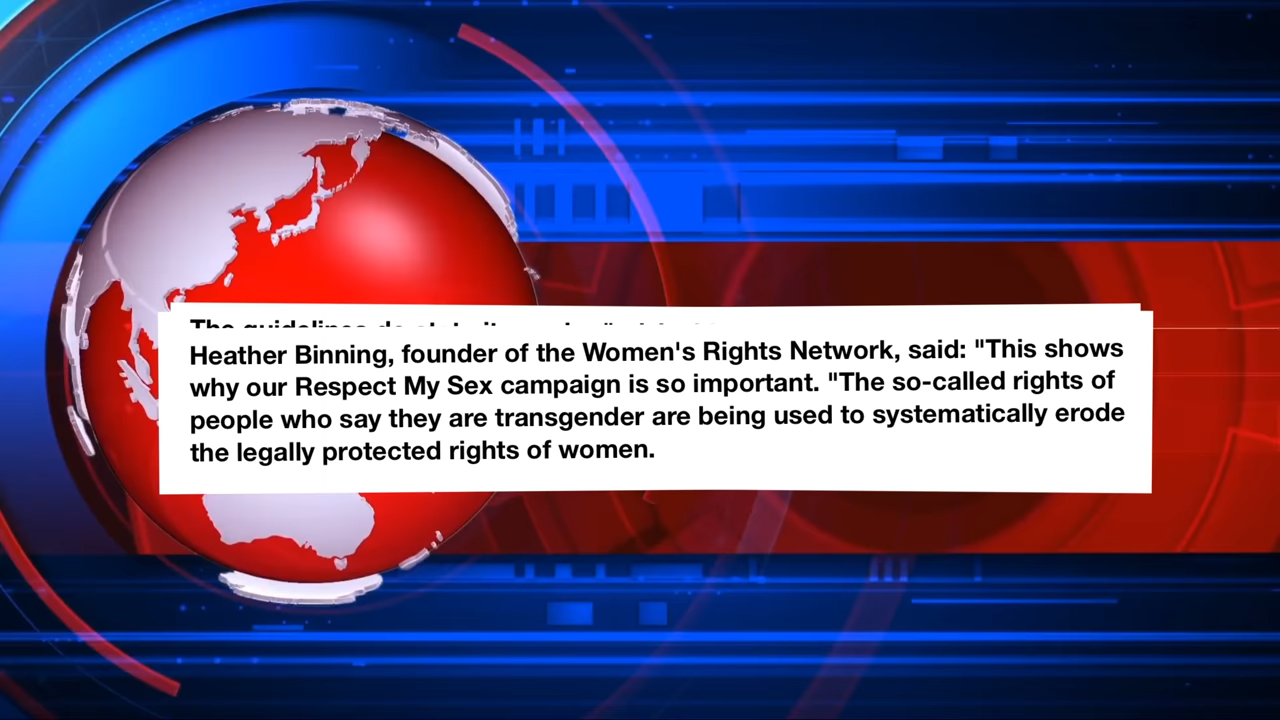 The guidelines
Heather Binning, founder of the Women's Rights Network, said: "This shows
why our Respect My Sex campaign is so important. "The so-called rights of
people who say they are transgender are being used to systematically erode
the legally protected rights of women.